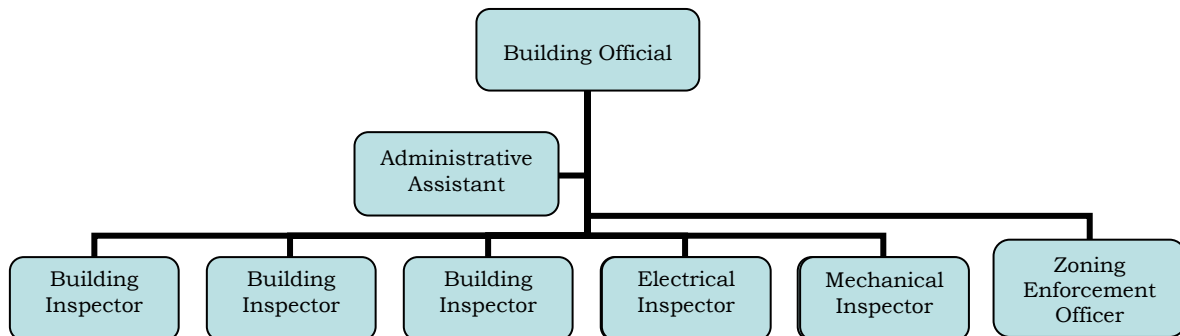 Building Official
Administrative
Assistant
Building
Inspector
Building
Inspector
Building
Inspector
Electrical
Inspector
Mechanical
Inspector
Zoning
Enforcement
Officer